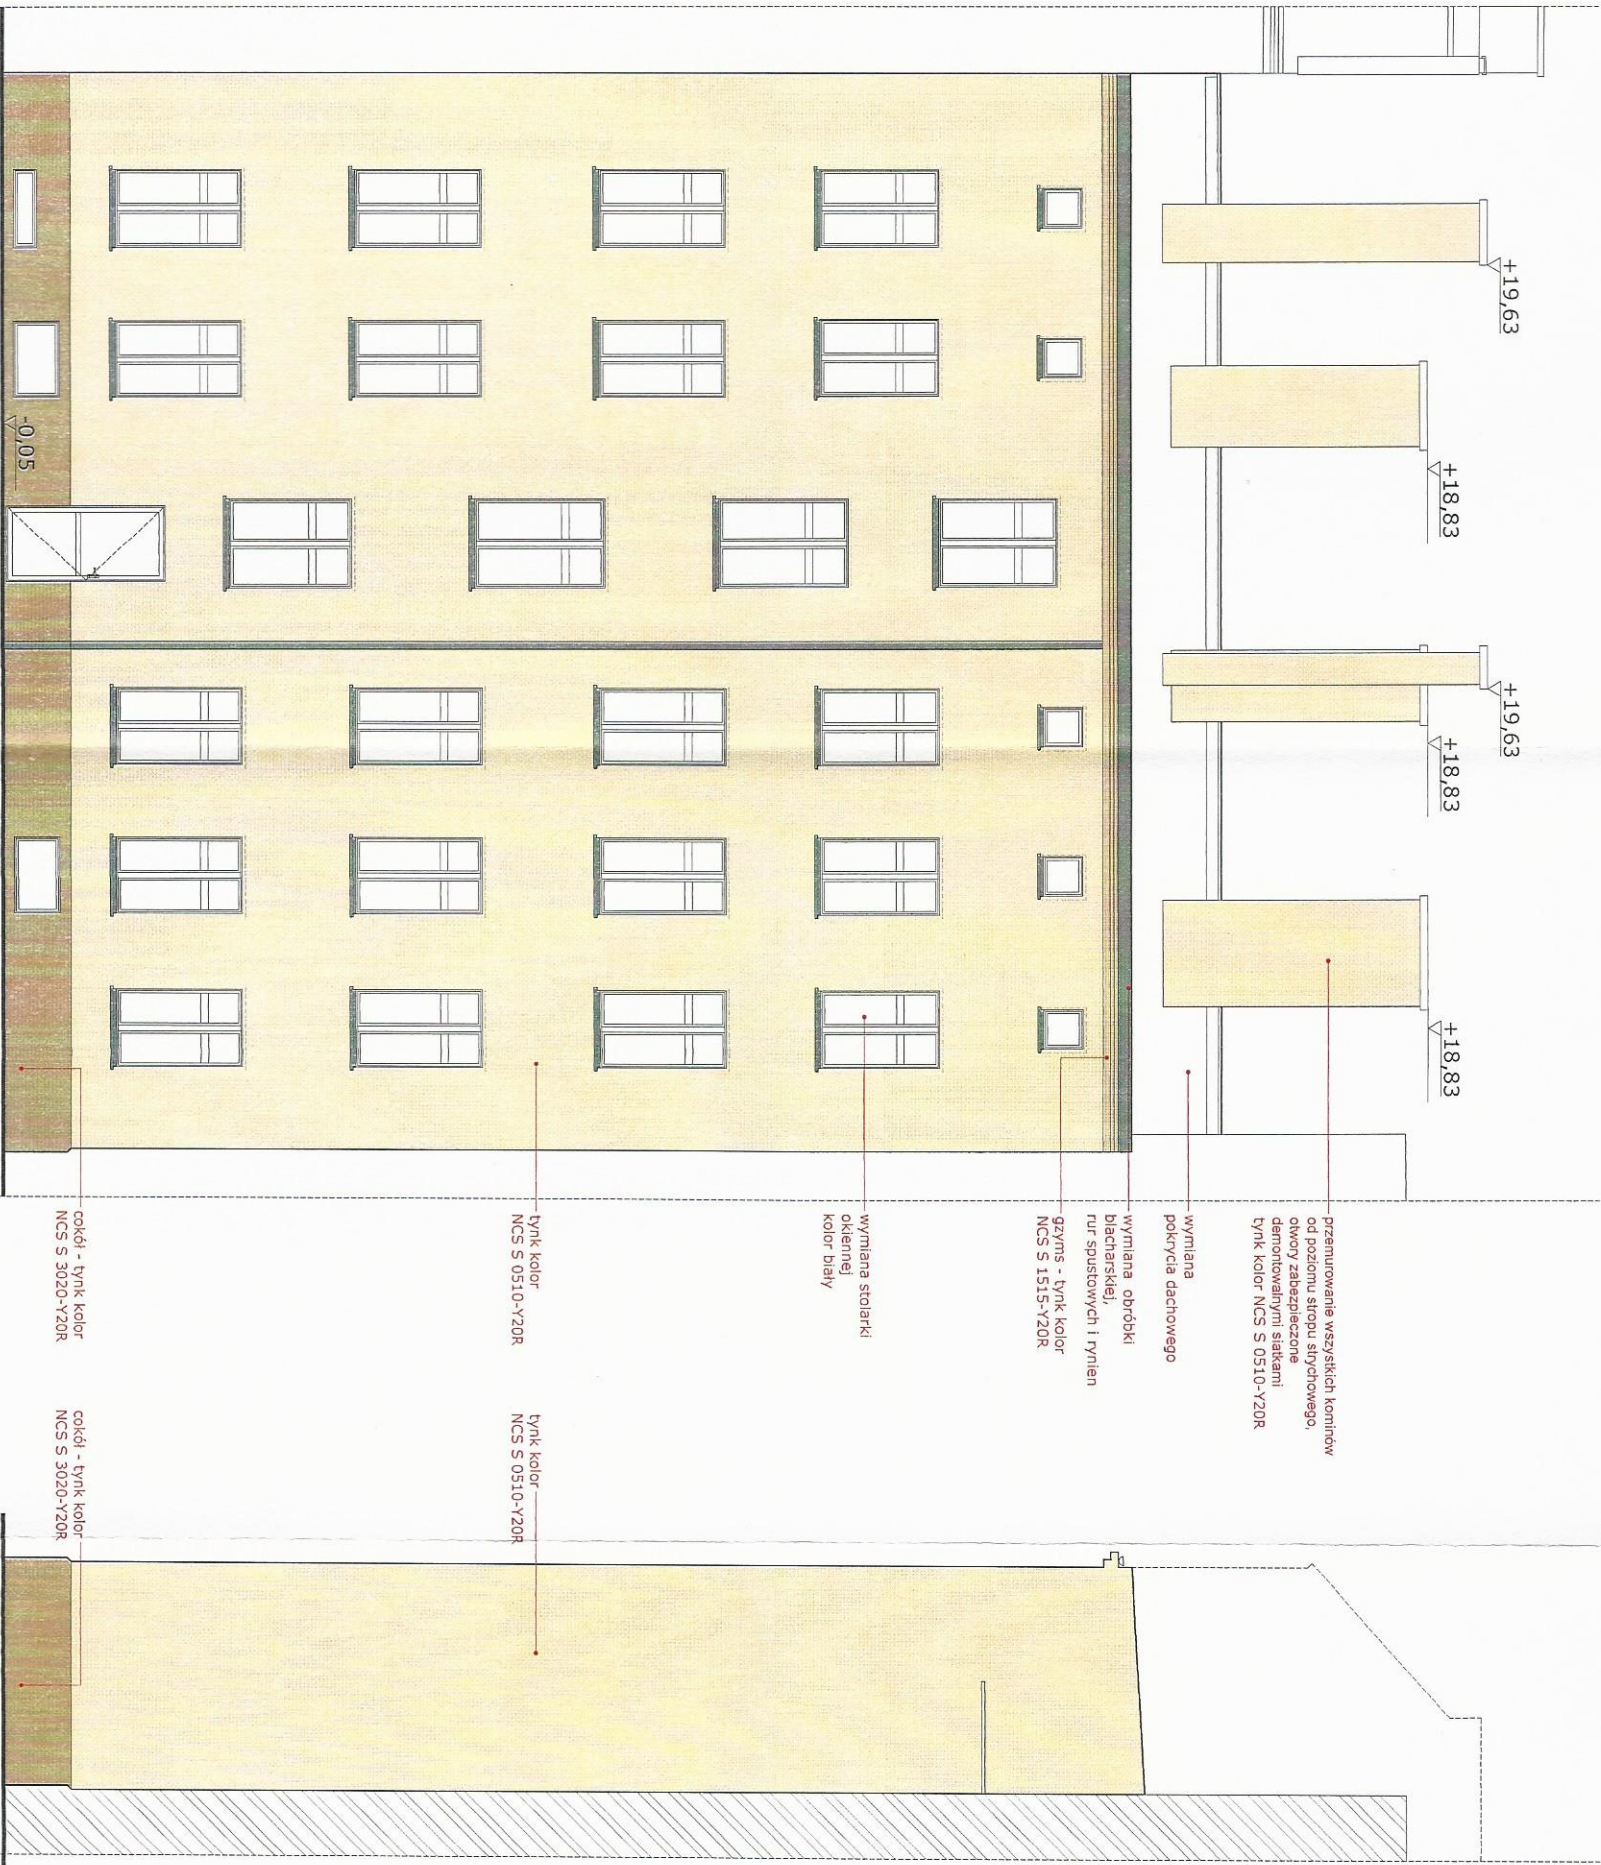 +19,63
+18,83
+19,63
+18,83
+18,83
-0,05
przemurowanie wszystkich kominów
od poziomu stropu strychowego,
otwory zabezpieczone
demontowalnymi siatkami
tynk kolor NCS S 0510-Y20R
wymiana
pokrycia dachowego
wymiana obróbki
blacharskiej,
rur spustowych i rynien
gzyms - tynk kolor
NCS S 1515-Y20R
wymiana stolarki
okiennej
kolor biały
tynk kolor
NCS S 0510-Y20R
cokół - tynk kolor
NCS S 3020-Y20R
tynk kolor
NCS S 0510-Y20R
cokół - tynk kolor
NCS S 3020-Y20R